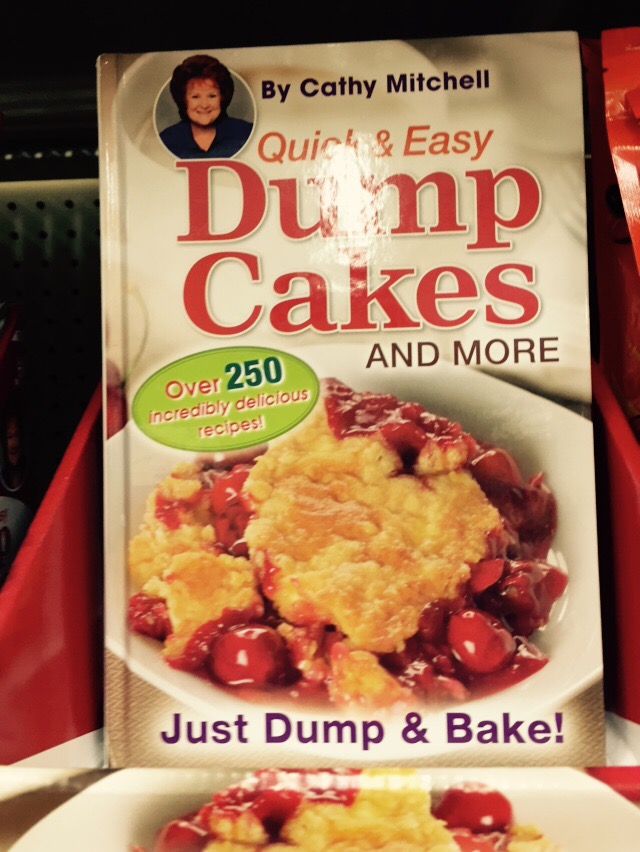 By Cathy Mitchell
Quick & Easy
Dump
Cakes
AND MORE
Over 250
incredibly delicious
recipes!
Just Dump & Bake!